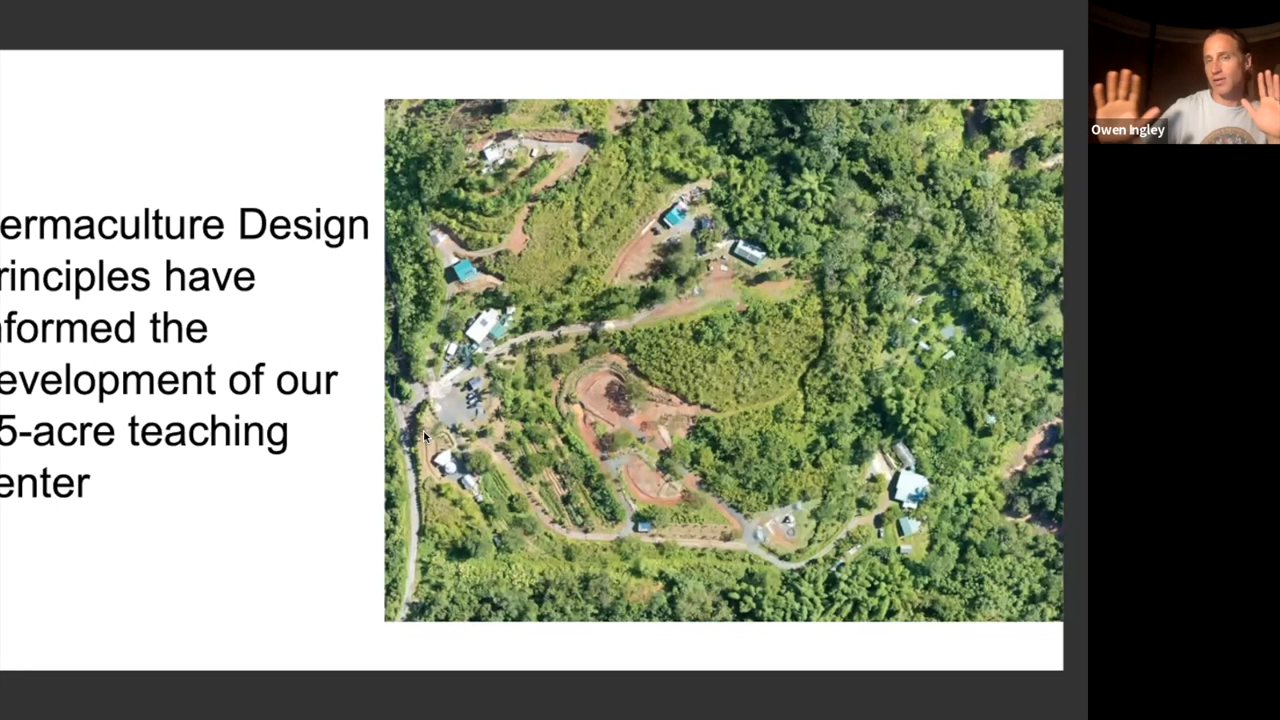 ermaculture Design
rinciples have
nformed the
evelopment of our
5-acre teaching
enter
Owen Ingley